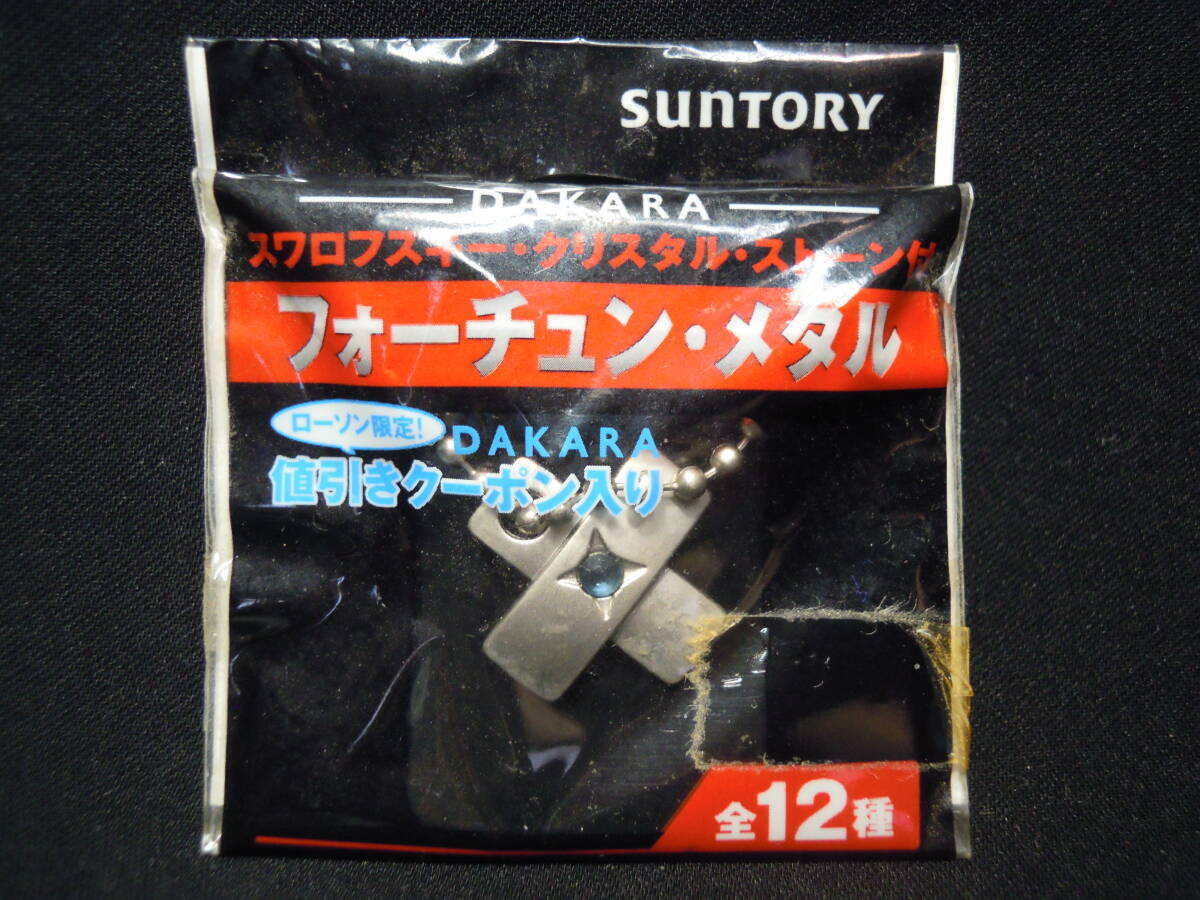 SUNTORY
DAKARA
スワロフスキー・クリスタル・ストーン付
フォーチュン・メタル
ローソン限定!
DAKARA
値引きクーポン入り
全12種